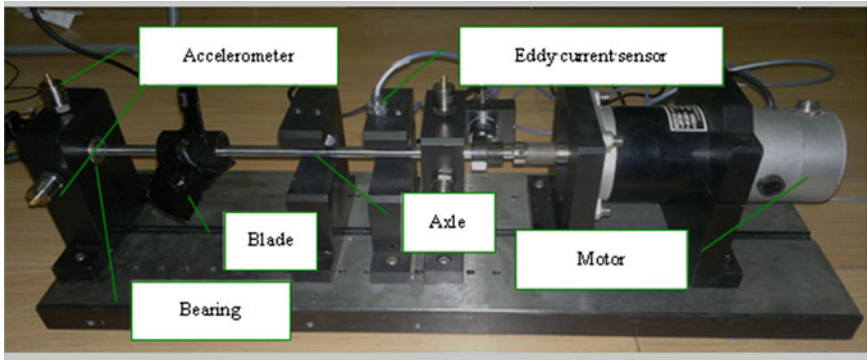 Accelerometer
Eddy current sensor
Blade
Axle
Motor
Bearing